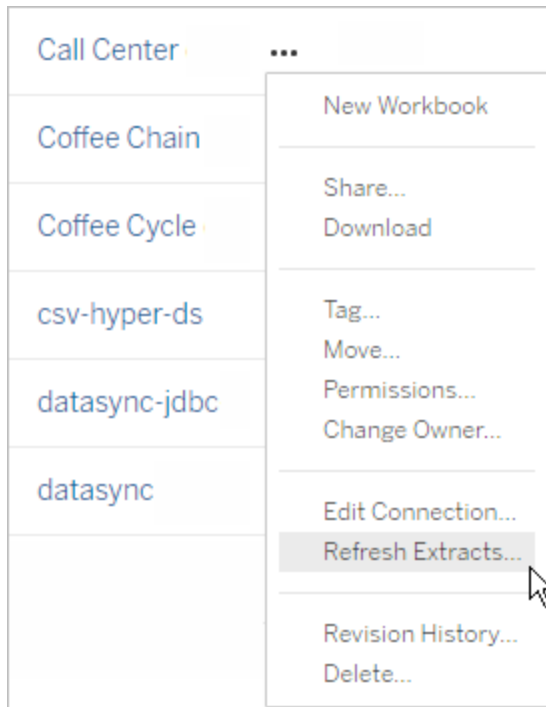 Call Center
Coffee Chain
Coffee Cycle
csv-hyper-ds
datasync-jdbc
datasync
New Workbook
Share...
Download
Tag...
Move...
Permissions...
Change Owner...
Edit Connection...
Refresh Extracts...
Revision History...
Delete...